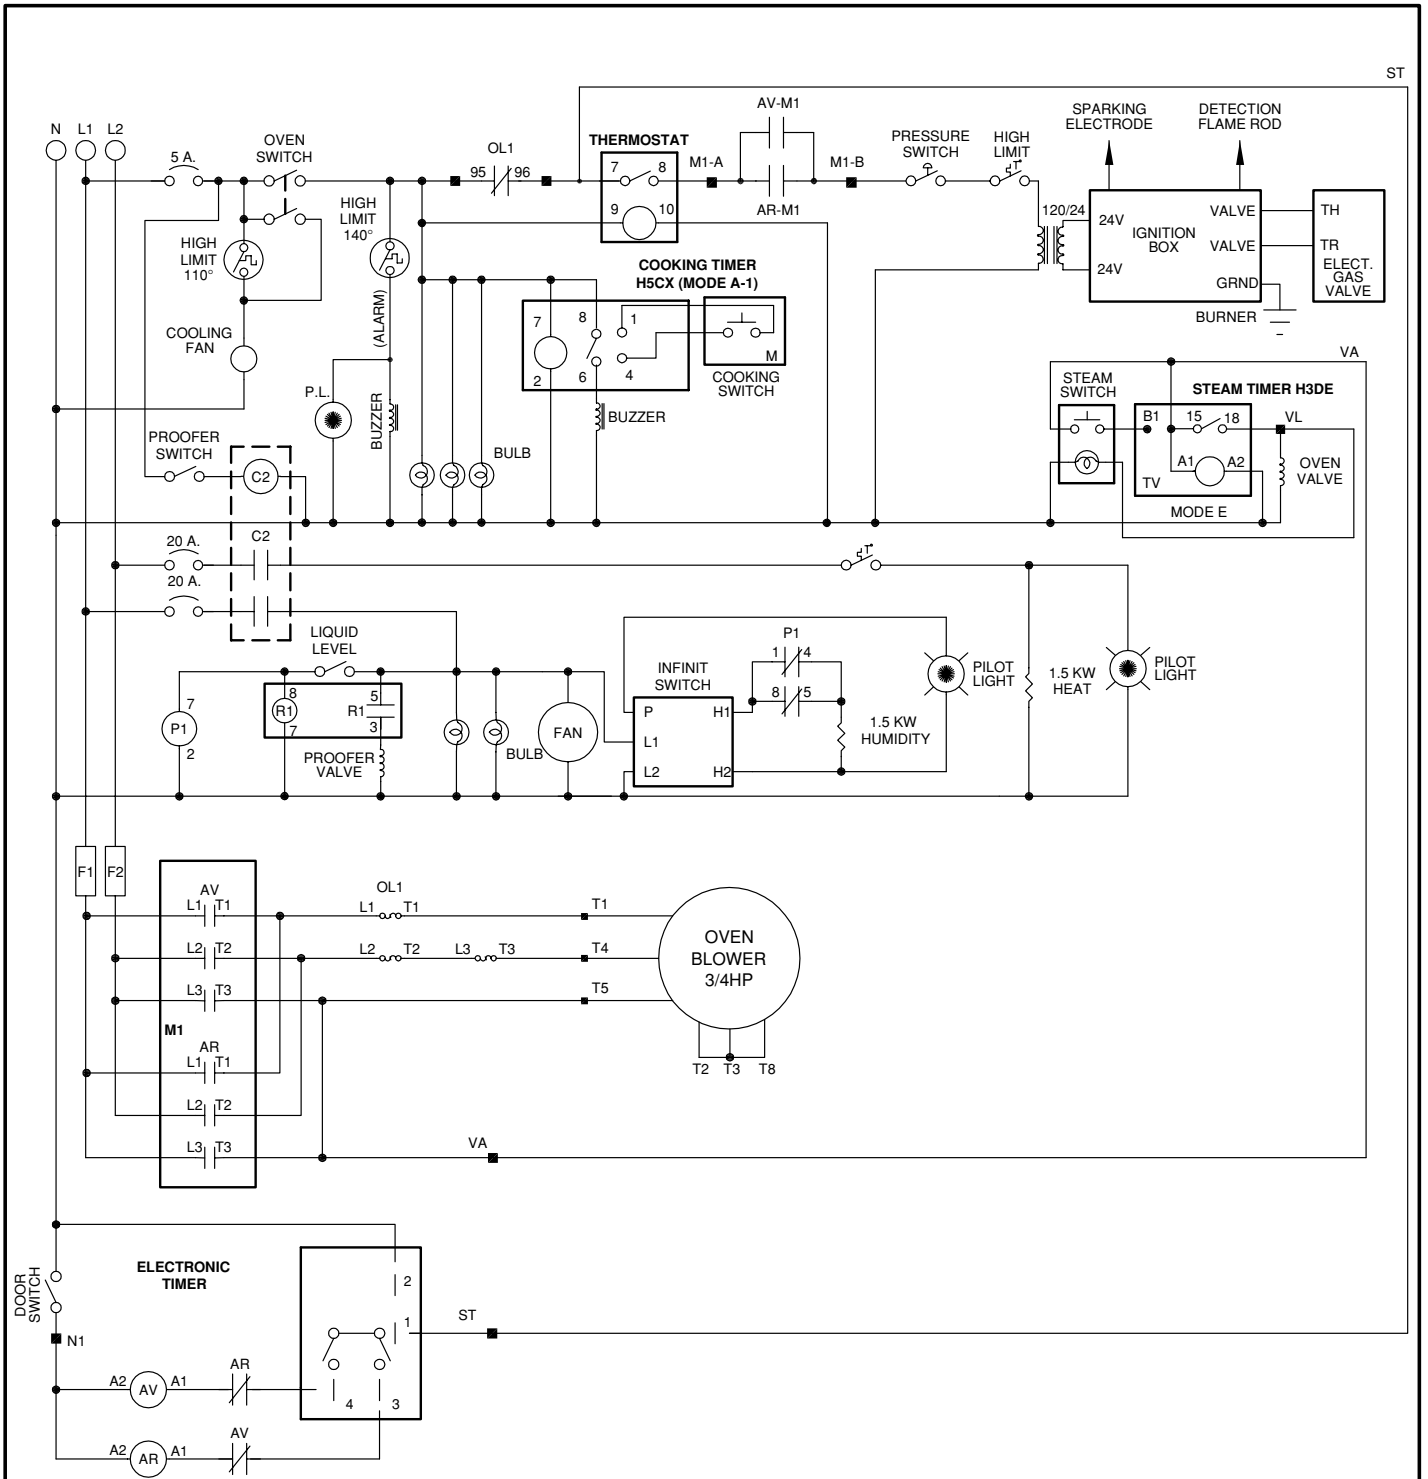 ST
N
L1
L2
5 A.
OVEN
SWITCH
OL1
95
96
THERMOSTAT
7
8
9
10
M1-A
AV-M1
AR-M1
M1-B
PRESSURE
SWITCH
HIGH
LIMIT
SPARKING
ELECTRODE
DETECTION
FLAME ROD
120/24
24V
24V
IGNITION
BOX
VALVE
VALVE
GRND
TH
TR
ELECT.
GAS
VALVE
BURNER
HIGH
LIMIT
110°
HIGH
LIMIT
140°
(ALARM)
COOLING
FAN
P.L.
BUZZER
COOKING TIMER
H5CX (MODE A-1)
7
2
8
6
1
4
M
COOKING
SWITCH
BUZZER
BULB
VA
STEAM
SWITCH
STEAM TIMER H3DE
B1
15
18
A1
A2
TV
MODE E
VL
OVEN
VALVE
PROOFER
SWITCH
C2
C2
20 A.
20 A.
LIQUID
LEVEL
7
P1
2
8
R1
7
5
R1
3
PROOFER
VALVE
BULB
FAN
INFINIT
SWITCH
P
L1
L2
H1
H2
P1
1
4
8
5
1.5 KW
HUMIDITY
PILOT
LIGHT
1.5 KW
HEAT
PILOT
LIGHT
F1
F2
AV
L1
T1
L2
T2
L3
T3
M1
AR
L1
T1
L2
T2
L3
T3
OL1
L1
T1
L2
T2
L3
T3
T1
T4
T5
OVEN
BLOWER
3/4HP
T2
T3
T8
VA
DOOR
SWITCH
N1
ELECTRONIC
TIMER
2
1
4
3
ST
A2
AV
A1
AR
A2
AR
A1
AV